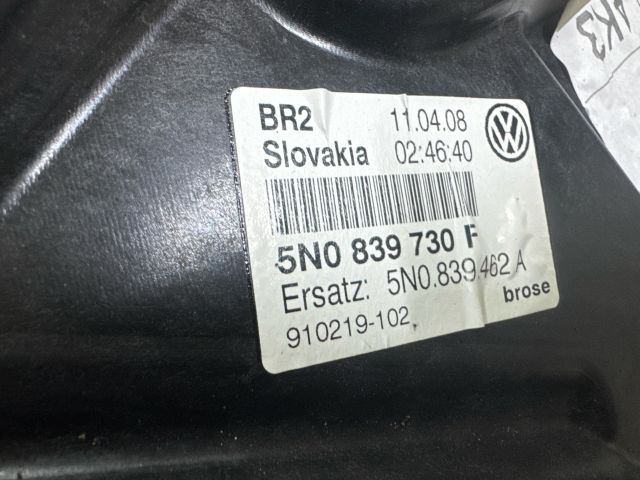 BR2 11.04.08
Slovakia 02:46:40
5N0 839 730 F
Ersatz: 5N0.839.462 A
brose
910219-102